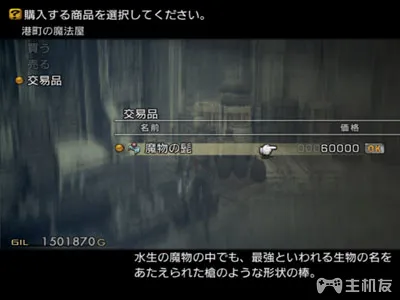 購入する商品を選択してください。
港町の魔法屋
買う
売る
交易品
交易品
名前 価格
魔物の髭 00060000 OK
GIL 1501870G
水生の魔物の中でも、最強といわれる生物の名を
あたえられた槍のような形状の棒。
主机友